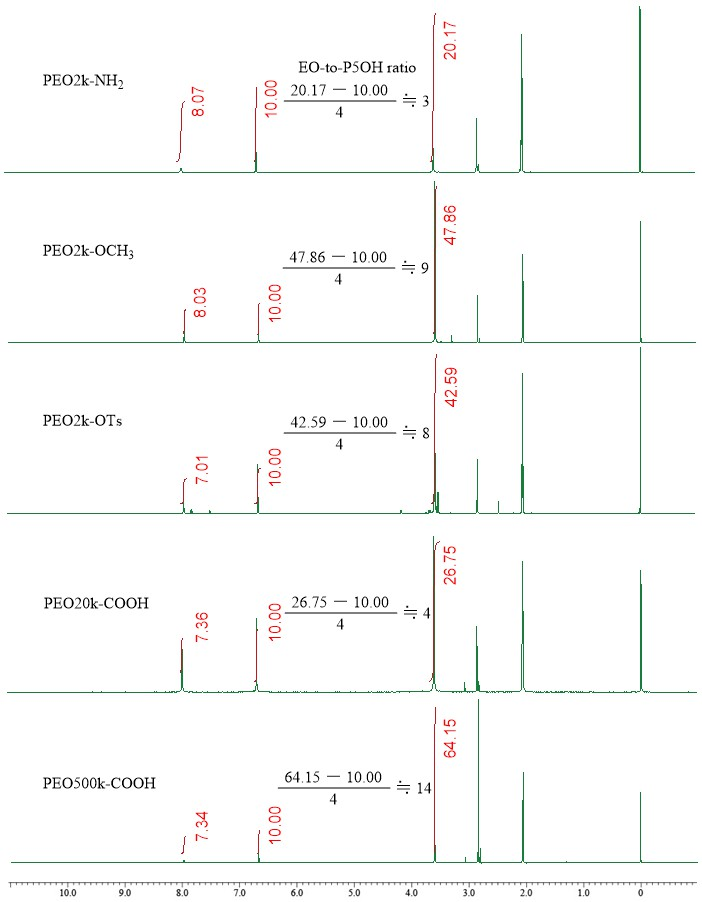 PEO2k-NH2
8.07
10.00
EO-to-P5OH ratio
20.17 — 10.00
4
≒ 3
20.17
PEO2k-OCH3
8.03
10.00
47.86 — 10.00
4
≒ 9
47.86
PEO2k-OTs
7.01
10.00
42.59 — 10.00
4
≒ 8
42.59
PEO20k-COOH
7.36
10.00
26.75 — 10.00
4
≒ 4
26.75
PEO500k-COOH
7.34
10.00
64.15 — 10.00
4
≒ 14
64.15
10.0 9.0 8.0 7.0 6.0 5.0 4.0 3.0 2.0 1.0 0